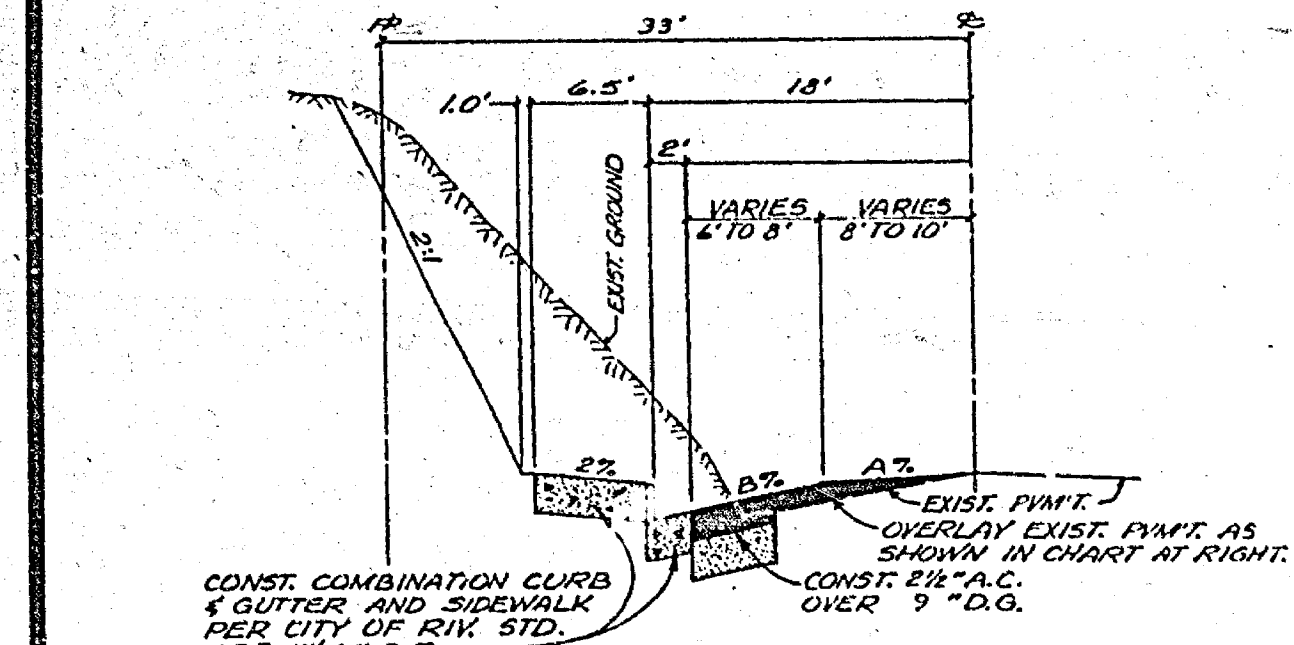 33'
1.0'
6.5'
18'
2'
VARIES
6' TO 8'
VARIES
8' TO 10'
EXIST. GROUND
2:1
2%
B%
A%
EXIST. PVM'T.
OVERLAY EXIST. PVM'T. AS
SHOWN IN CHART AT RIGHT.
CONST. 2½" A.C.
OVER 9" D.G.
CONST. COMBINATION CURB
& GUTTER AND SIDEWALK
PER CITY OF RIV. STD.